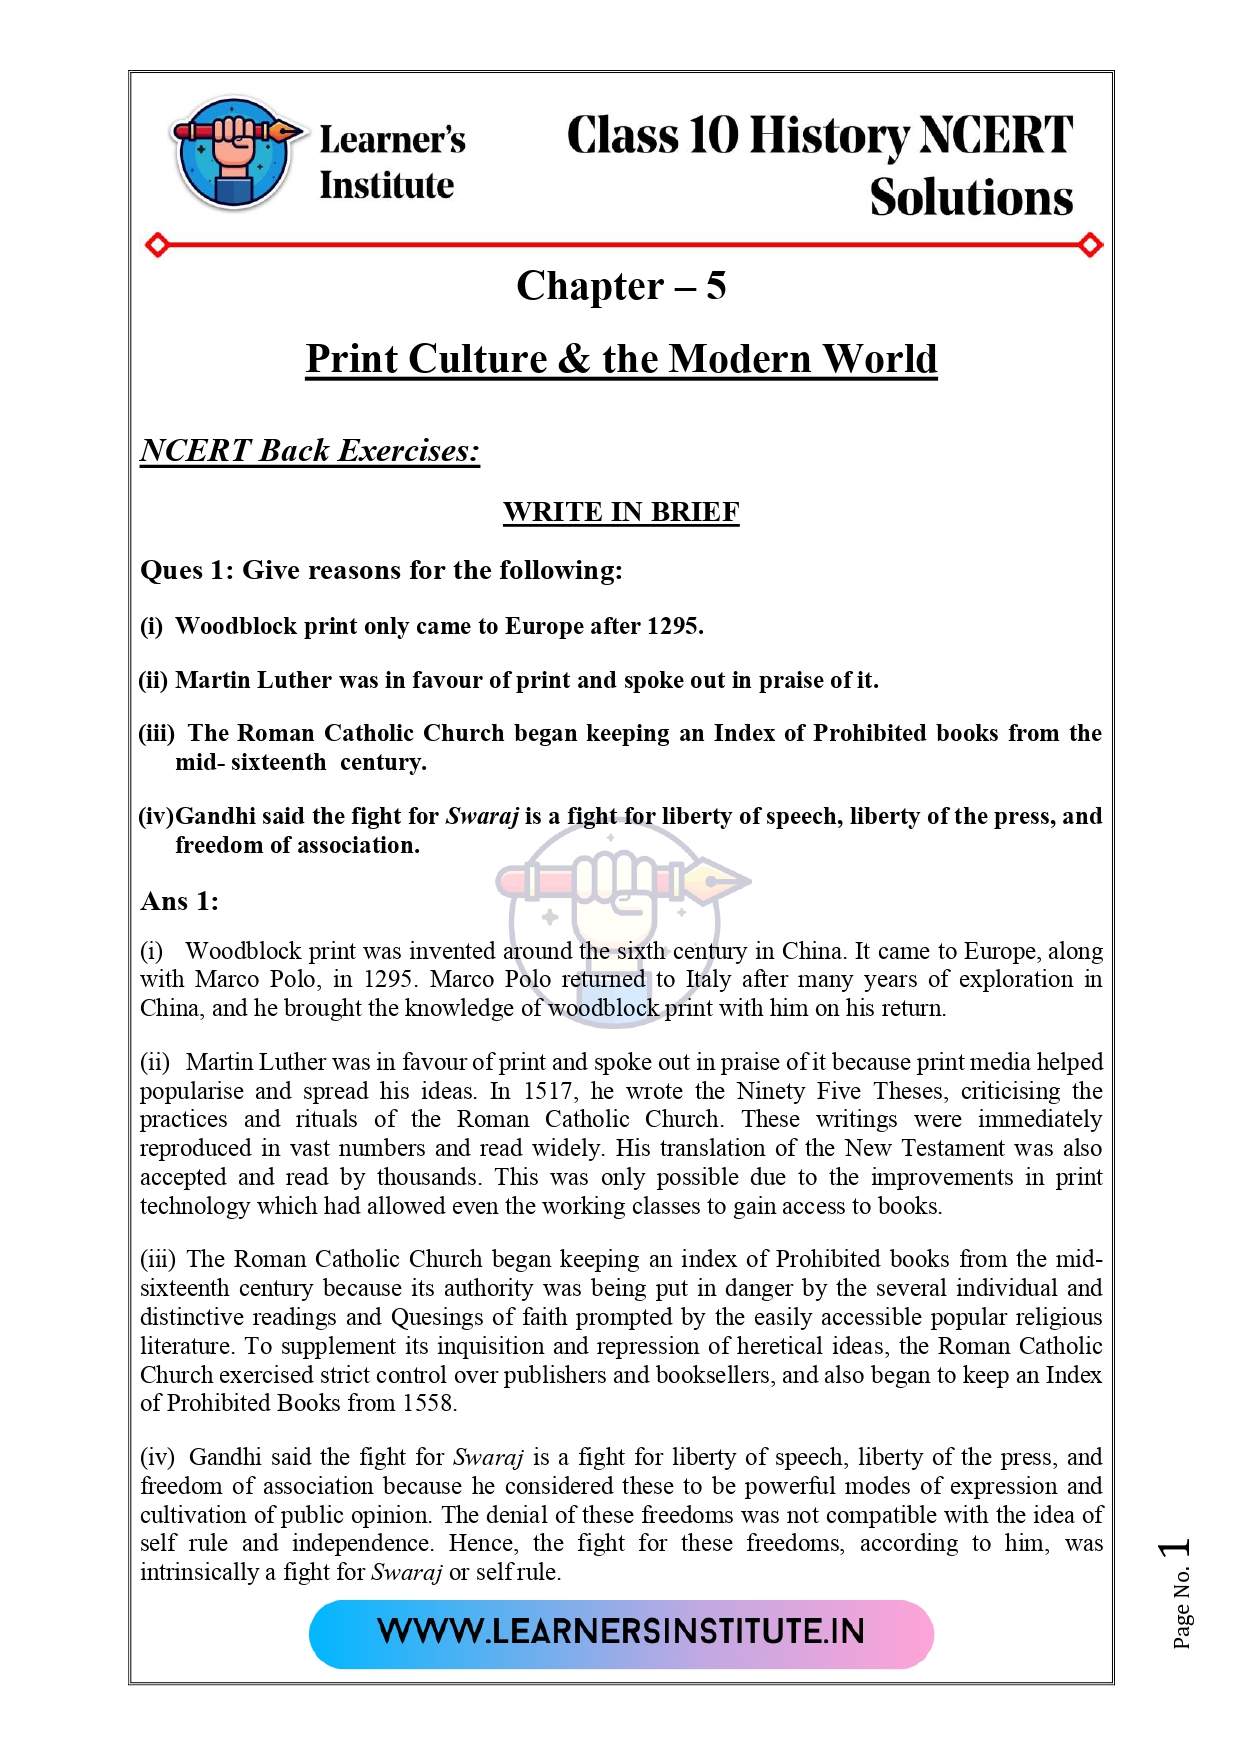 Learner's
Institute
Class 10 History NCERT
Solutions
Chapter – 5
Print Culture & the Modern World
NCERT Back Exercises:
WRITE IN BRIEF
Ques 1: Give reasons for the following:
(i) Woodblock print only came to Europe after 1295.
(ii) Martin Luther was in favour of print and spoke out in praise of it.
(iii) The Roman Catholic Church began keeping an Index of Prohibited books from the
mid- sixteenth century.
(iv)Gandhi said the fight for Swaraj is a fight for liberty of speech, liberty of the press, and
freedom of association.
Ans 1:
(i) Woodblock print was invented around the sixth century in China. It came to Europe, along
with Marco Polo, in 1295. Marco Polo returned to Italy after many years of exploration in
China, and he brought the knowledge of woodblock print with him on his return.
(ii) Martin Luther was in favour of print and spoke out in praise of it because print media helped
popularise and spread his ideas. In 1517, he wrote the Ninety Five Theses, criticising the
practices and rituals of the Roman Catholic Church. These writings were immediately
reproduced in vast numbers and read widely. His translation of the New Testament was also
accepted and read by thousands. This was only possible due to the improvements in print
technology which had allowed even the working classes to gain access to books.
(iii) The Roman Catholic Church began keeping an index of Prohibited books from the mid-
sixteenth century because its authority was being put in danger by the several individual and
distinctive readings and Quesings of faith prompted by the easily accessible popular religious
literature. To supplement its inquisition and repression of heretical ideas, the Roman Catholic
Church exercised strict control over publishers and booksellers, and also began to keep an Index
of Prohibited Books from 1558.
(iv) Gandhi said the fight for Swaraj is a fight for liberty of speech, liberty of the press, and
freedom of association because he considered these to be powerful modes of expression and
cultivation of public opinion. The denial of these freedoms was not compatible with the idea of
self rule and independence. Hence, the fight for these freedoms, according to him, was
intrinsically a fight for Swaraj or self rule.
WWW.LEARNERSINSTITUTE.IN
Page No. 1